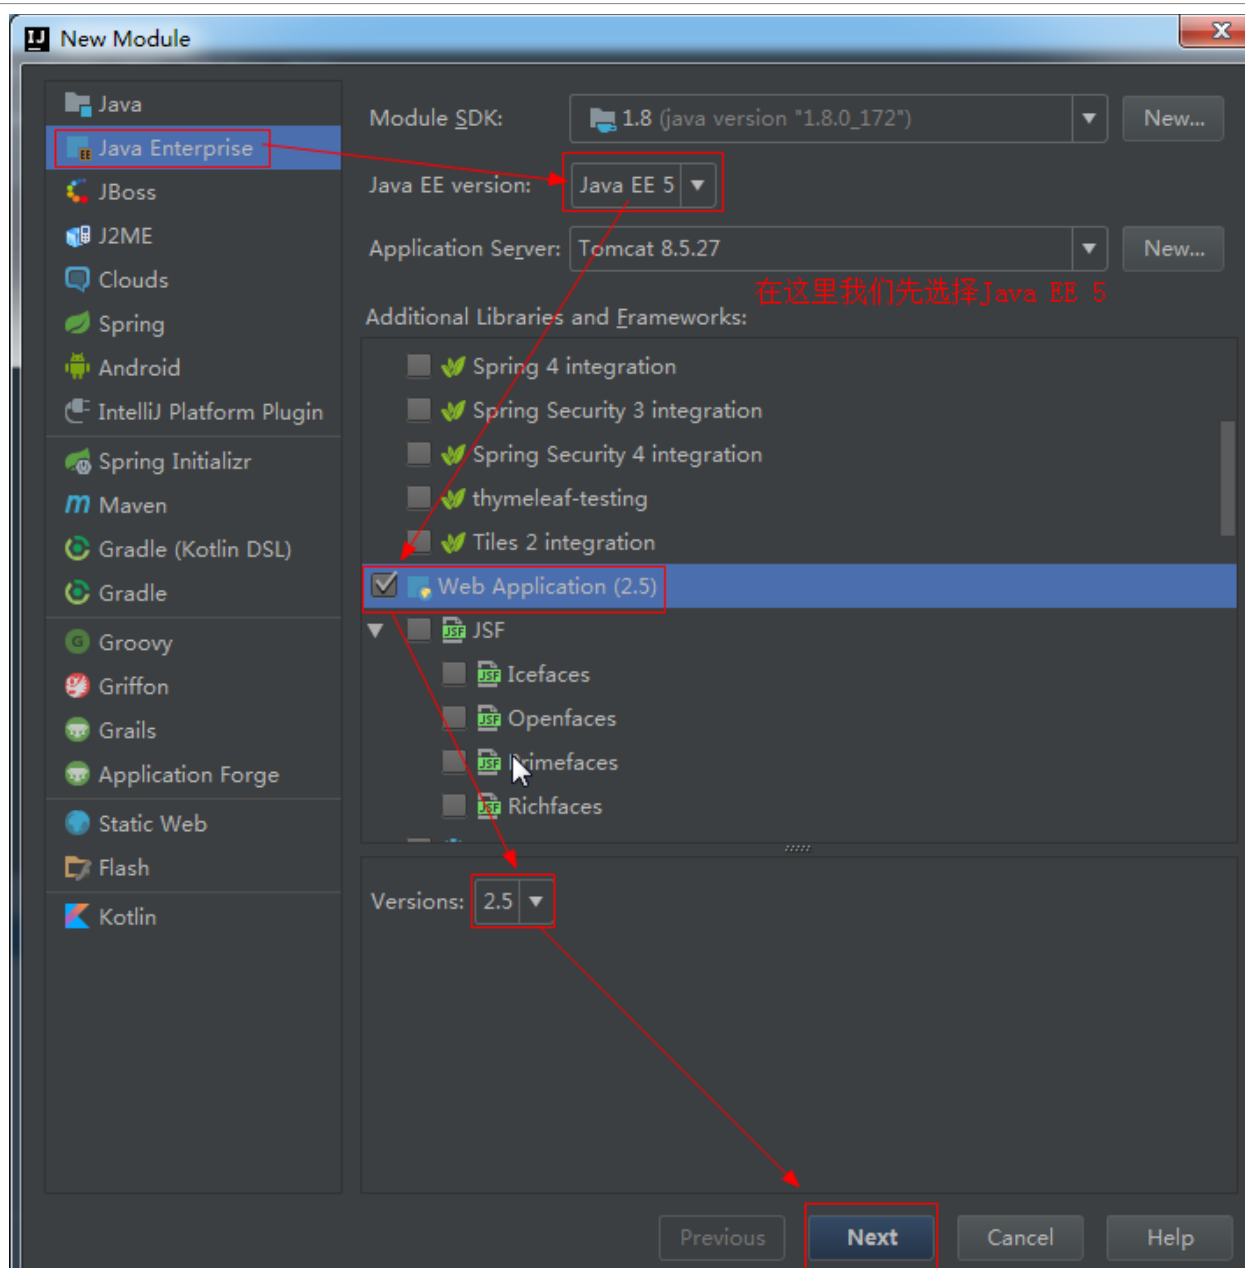 New Module
Java
Java Enterprise
JBoss
J2ME
Clouds
Spring
Android
IntelliJ Platform Plugin
Spring Initializr
Maven
Gradle (Kotlin DSL)
Gradle
Groovy
Griffon
Grails
Application Forge
Static Web
Flash
Kotlin
Module SDK: 1.8 (java version "1.8.0_172") New...
Java EE version: Java EE 5
Application Server: Tomcat 8.5.27 New...
在这里我们先选择Java EE 5
Additional Libraries and Frameworks:
Spring 4 integration
Spring Security 3 integration
Spring Security 4 integration
thymeleaf-testing
Tiles 2 integration
Web Application (2.5)
JSF
Icefaces
Openfaces
Primefaces
Richfaces
Versions: 2.5
Previous Next Cancel Help